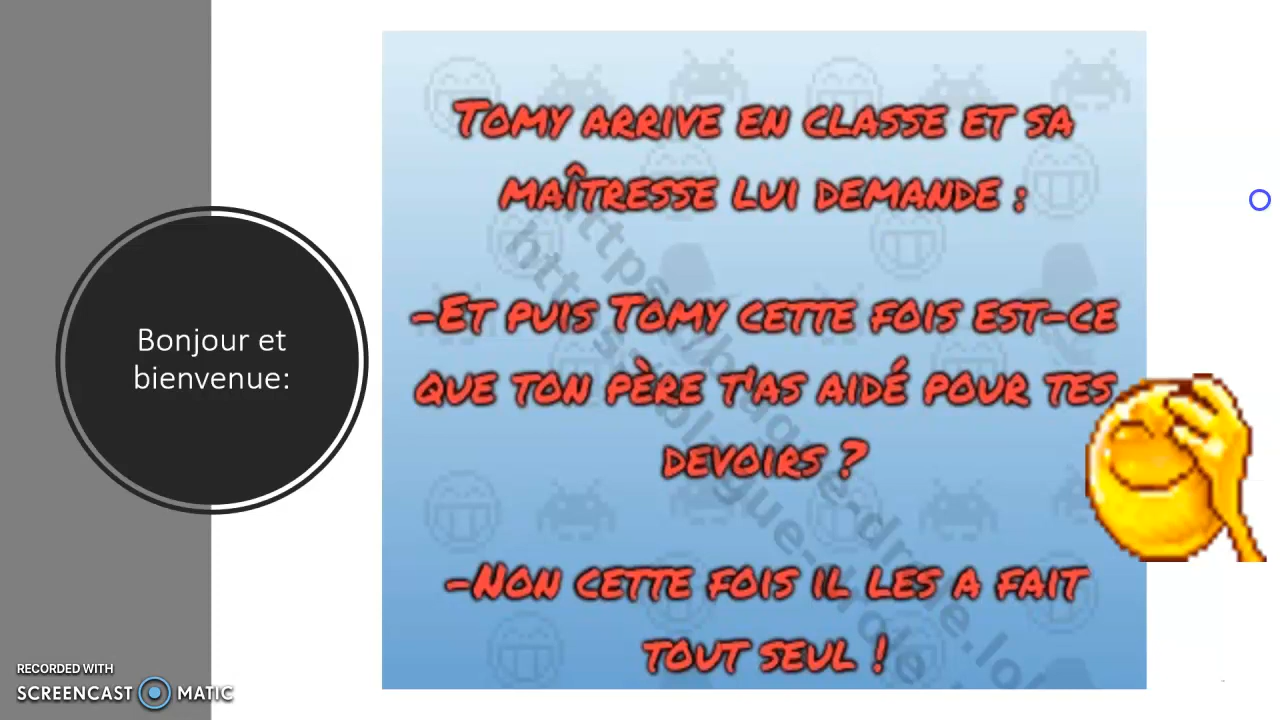 Bonjour et
bienvenue:
TOMY ARRIVE EN CLASSE ET SA
MAÎTRESSE LUI DEMANDE :
-ET PUIS TOMY CETTE FOIS EST-CE
QUE TON PÈRE T'AS AIDÉ POUR TES
DEVOIRS ?
-NON CETTE FOIS IL LES A FAIT
TOUT SEUL !
RECORDED WITH
SCREENCAST MATIC